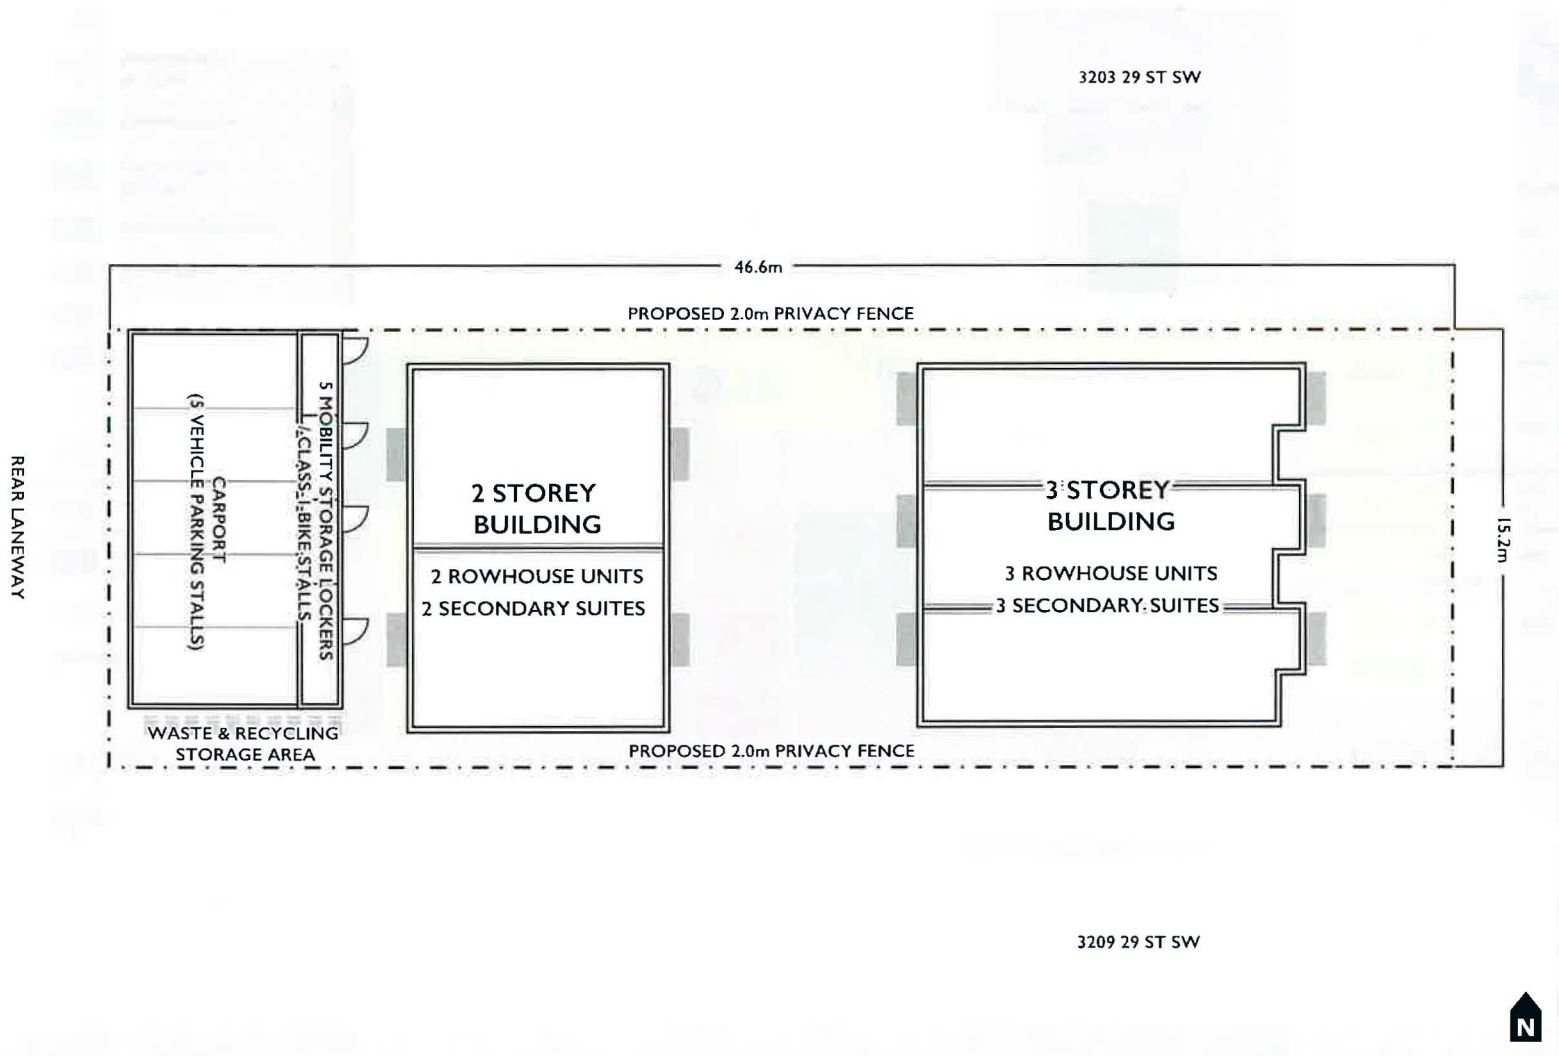 3203 29 ST SW
46.6m
PROPOSED 2.0m PRIVACY FENCE
REAR LANEWAY
CARPORT
(5 VEHICLE PARKING STALLS)
5 MOBILITY STORAGE LOCKERS
/ CLASS-1-BIKE STALLS
2 STOREY
BUILDING
2 ROWHOUSE UNITS
2 SECONDARY SUITES
3 STOREY
BUILDING
3 ROWHOUSE UNITS
3 SECONDARY SUITES
15.2m
WASTE & RECYCLING
STORAGE AREA
PROPOSED 2.0m PRIVACY FENCE
3209 29 ST SW
N